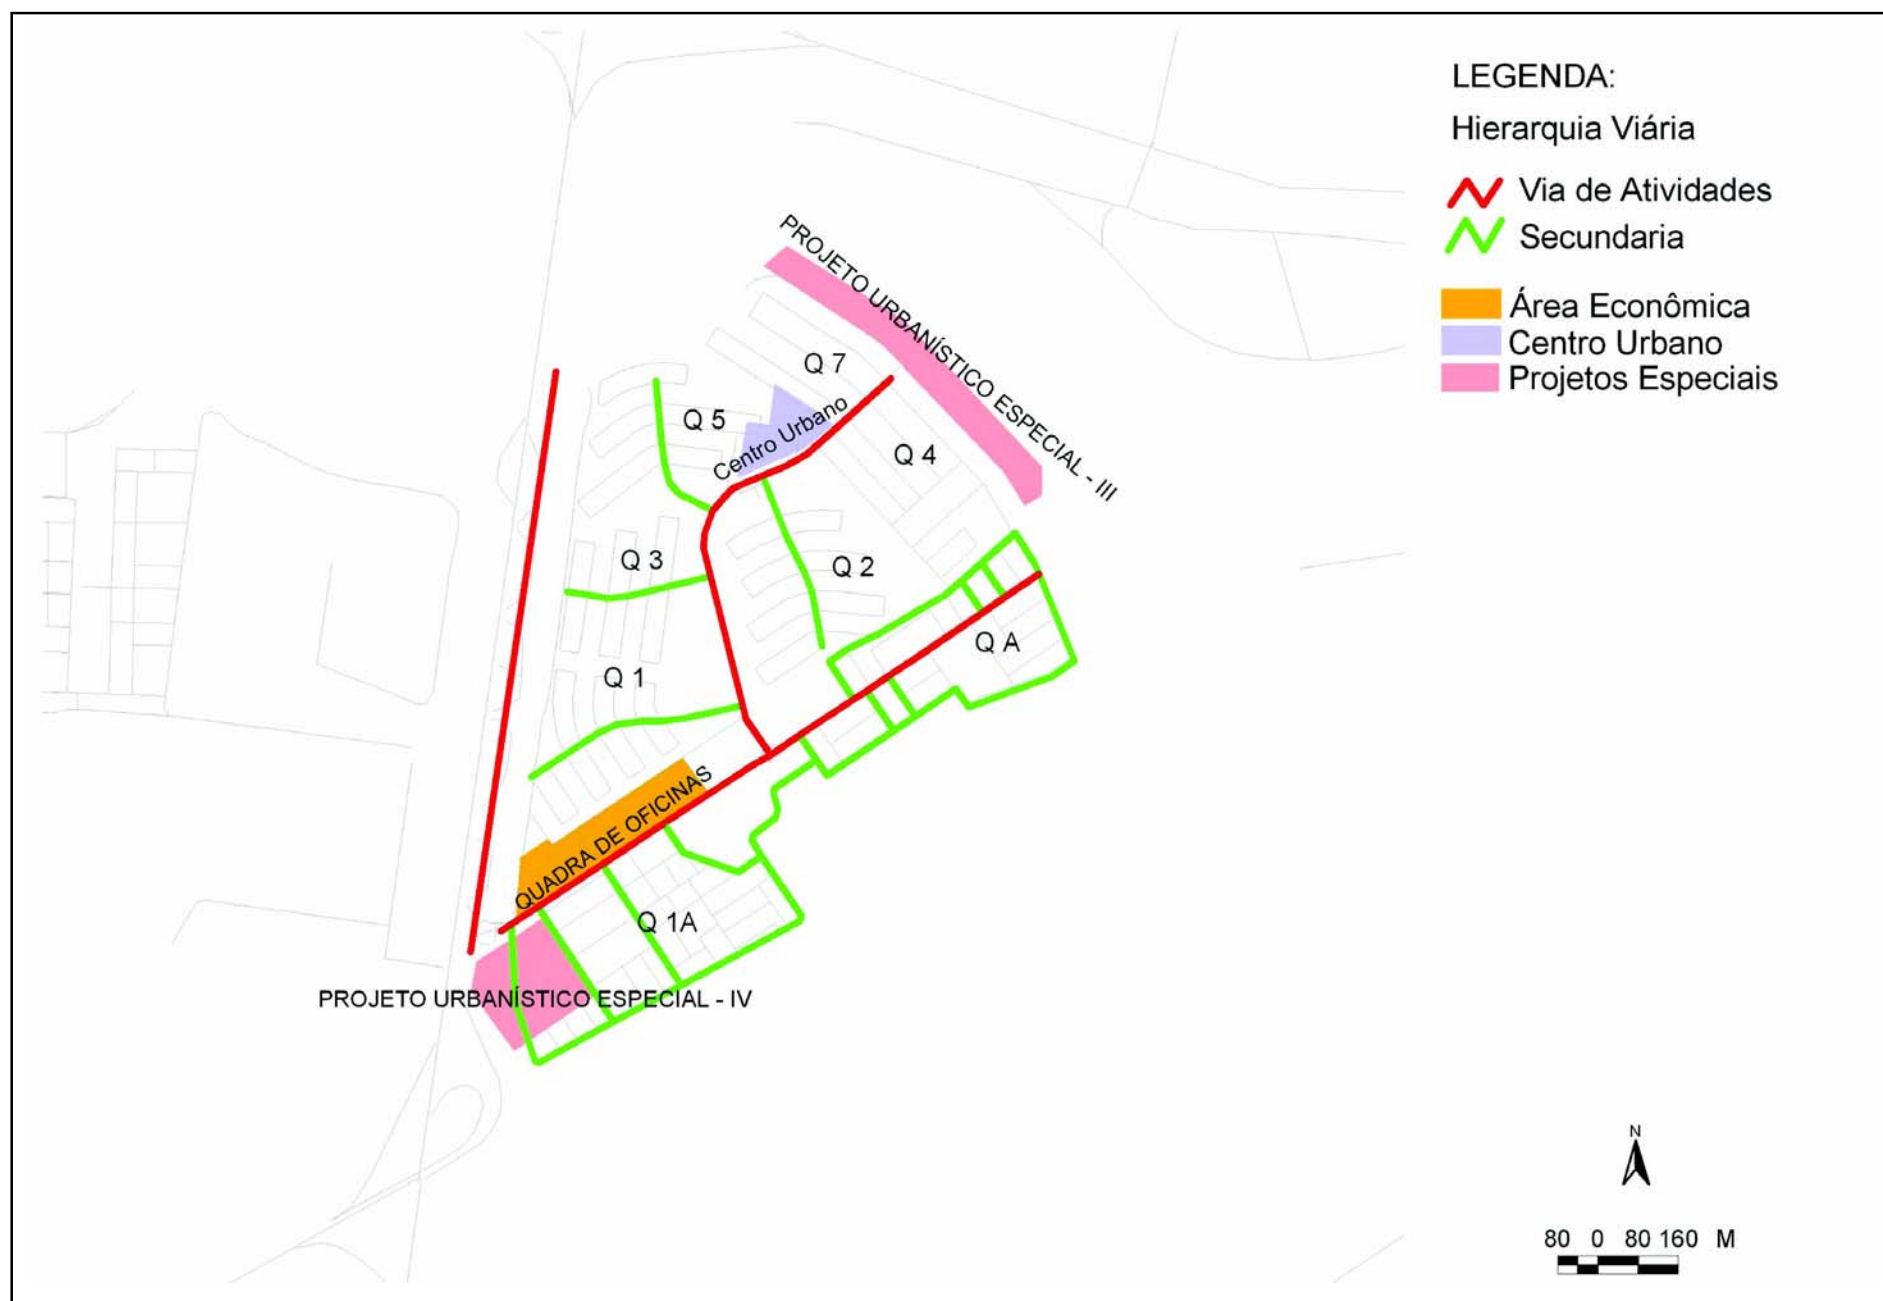 LEGENDA:
Hierarquia Viária
Via de Atividades
Secundaria
Área Econômica
Centro Urbano
Projetos Especiais
PROJETO URBANÍSTICO ESPECIAL - III
Q 7
Q 5
Centro Urbano
Q 4
Q 3
Q 2
Q A
Q 1
QUADRA DE OFICINAS
Q 1A
PROJETO URBANÍSTICO ESPECIAL - IV
N
80 0 80 160 M